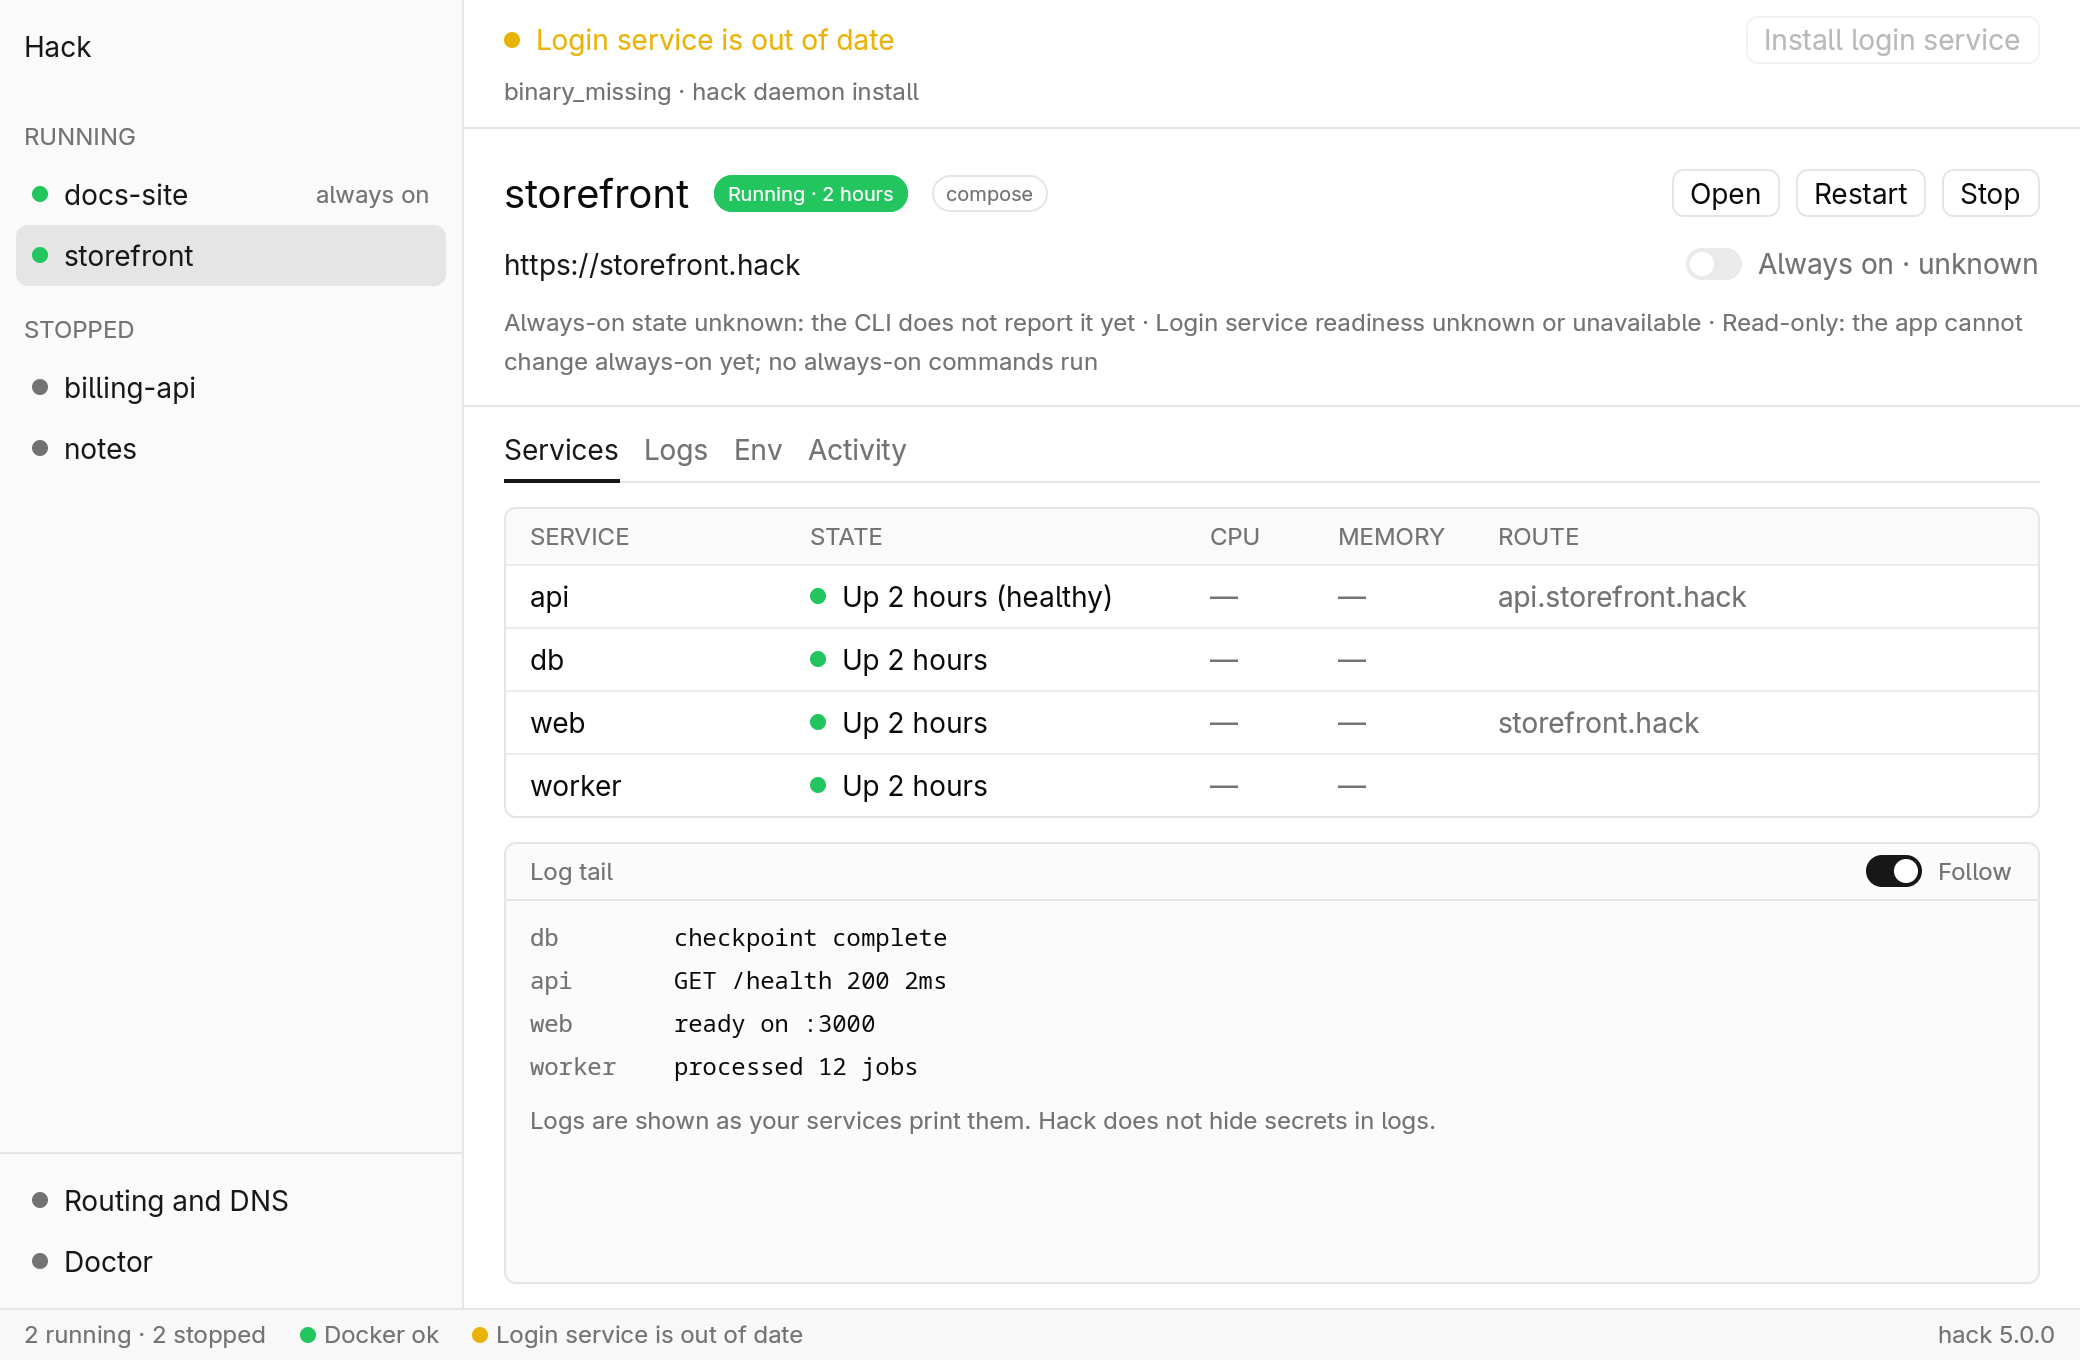 Hack
RUNNING
docs-site always on
storefront
STOPPED
billing-api
notes
Routing and DNS
Doctor
Login service is out of date
Install login service
binary_missing · hack daemon install
storefront Running · 2 hours compose
Open Restart Stop
https://storefront.hack
Always on · unknown
Always-on state unknown: the CLI does not report it yet · Login service readiness unknown or unavailable · Read-only: the app cannot
change always-on yet; no always-on commands run
Services Logs Env Activity
SERVICE STATE CPU MEMORY ROUTE
api Up 2 hours (healthy) — — api.storefront.hack
db Up 2 hours — —
web Up 2 hours — — storefront.hack
worker Up 2 hours — —
Log tail Follow
db checkpoint complete
api GET /health 200 2ms
web ready on :3000
worker processed 12 jobs
Logs are shown as your services print them. Hack does not hide secrets in logs.
2 running · 2 stopped Docker ok Login service is out of date hack 5.0.0